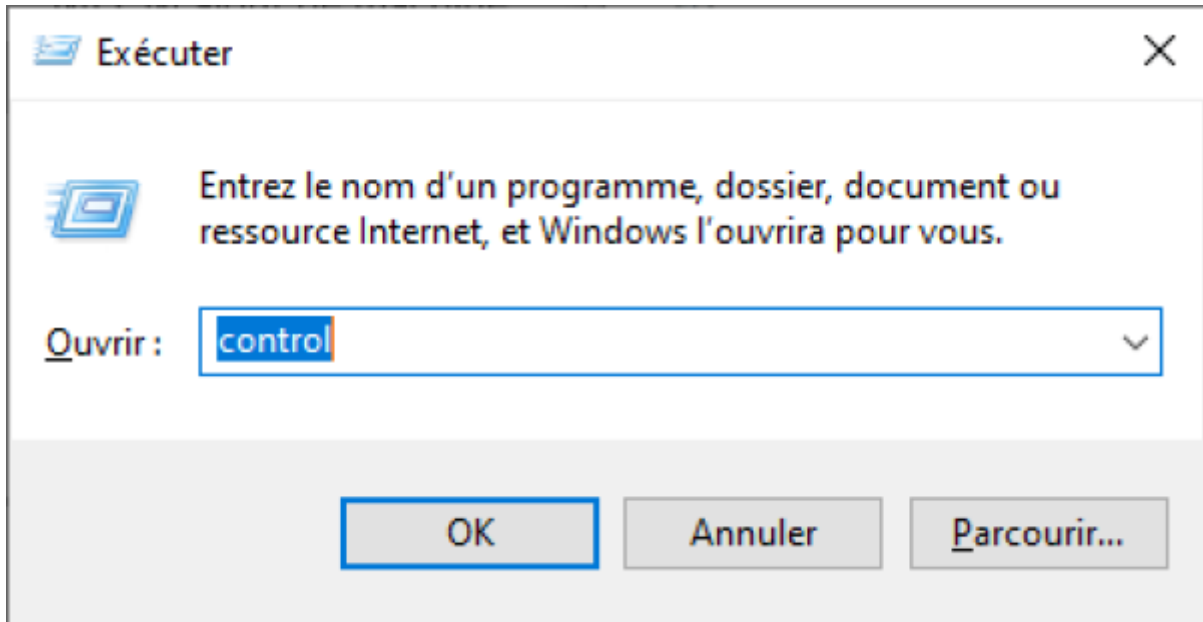 Exécuter
Entrez le nom d’un programme, dossier, document ou
ressource Internet, et Windows l’ouvrira pour vous.
Ouvrir :
control
OK
Annuler
Parcourir...